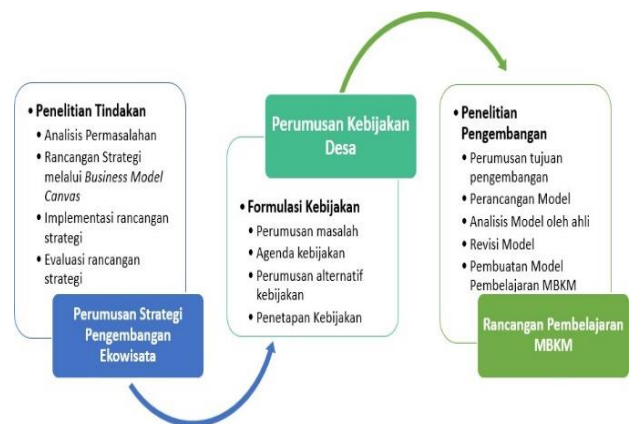 • Penelitian Tindakan
• Analisis Permasalahan
• Rancangan Strategi
melalui Business Model
Canvas
• Implementasi rancangan
strategi
• Evaluasi rancangan
strategi
Perumusan Strategi
Pengembangan
Ekowisata
Perumusan Kebijakan
Desa
• Formulasi Kebijakan
• Perumusan masalah
• Agenda kebijakan
• Perumusan alternatif
kebijakan
• Penetapan Kebijakan
• Penelitian
Pengembangan
• Perumusan tujuan
pengembangan
• Perancangan Model
• Analisis Model oleh ahli
• Revisi Model
• Pembuatan Model
Pembelajaran MBKM
Rancangan Pembelajaran
MBKM